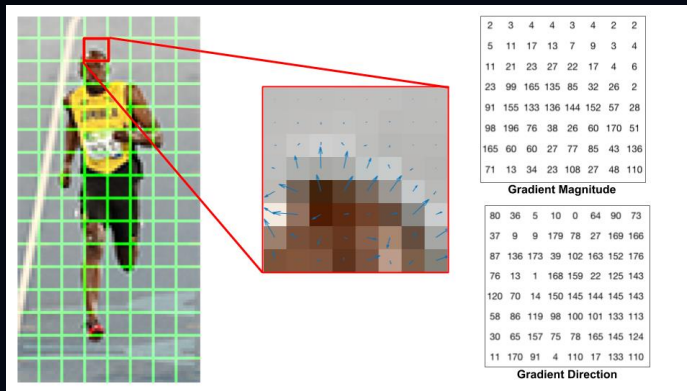 2 3 4 4 3 4 2 2
5 11 17 13 7 9 3 4
11 21 23 27 22 17 4 6
23 99 165 135 85 32 26 2
91 155 133 136 144 152 57 28
98 196 76 38 26 60 170 51
165 60 60 27 77 85 43 136
71 13 34 23 108 27 48 110
Gradient Magnitude
80 36 5 10 0 64 90 73
37 9 9 179 78 27 169 166
87 136 173 39 102 163 152 176
76 13 1 168 159 22 125 143
120 70 14 150 145 144 145 143
58 86 119 98 100 101 133 113
30 65 157 75 78 165 145 124
11 170 91 4 110 17 133 110
Gradient Direction